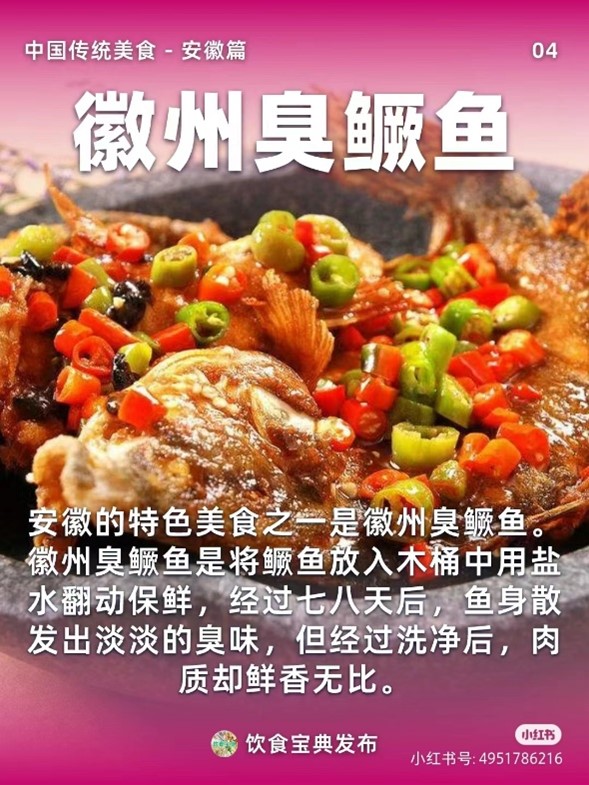 中国传统美食 - 安徽篇
04
徽州臭鳜鱼
安徽的特色美食之一是徽州臭鳜鱼。
徽州臭鳜鱼是将鳜鱼放入木桶中用盐
水翻动保鲜，经过七八天后，鱼身散
发出淡淡的臭味，但经过洗净后，肉
质却鲜香无比。
饮食宝典发布
小红书
小红书号: 4951786216